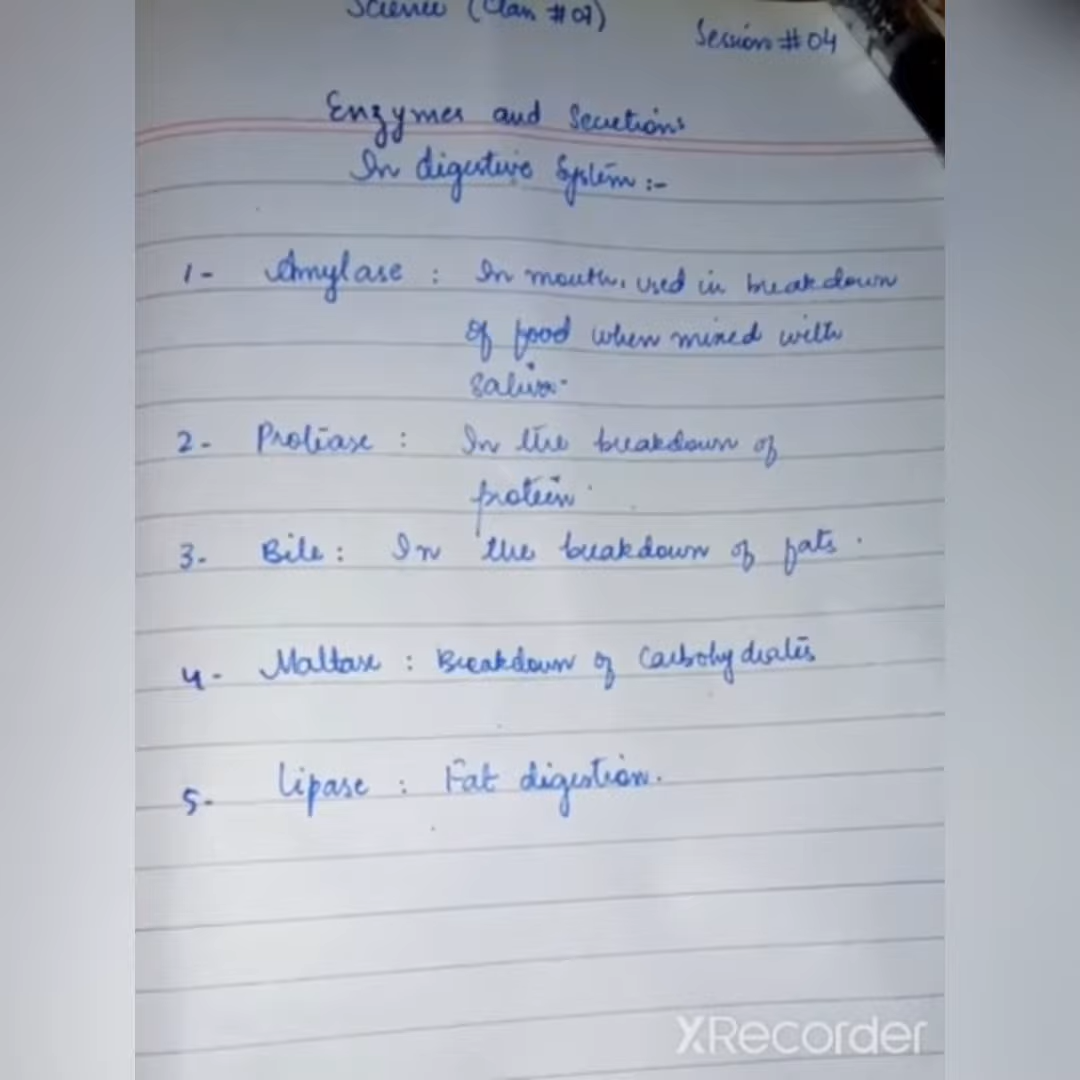 Science (Class #07)
Session #04
Enzymes and Secretions
In digestive System :-
1- Amylase : In mouth, used in breakdown
of food when mixed with
saliva.
2- Protease : In the breakdown of
protein.
3- Bile : In the breakdown of fats.
4- Maltase : Breakdown of Carbohydrates
5- Lipase : Fat digestion.
XRecorder